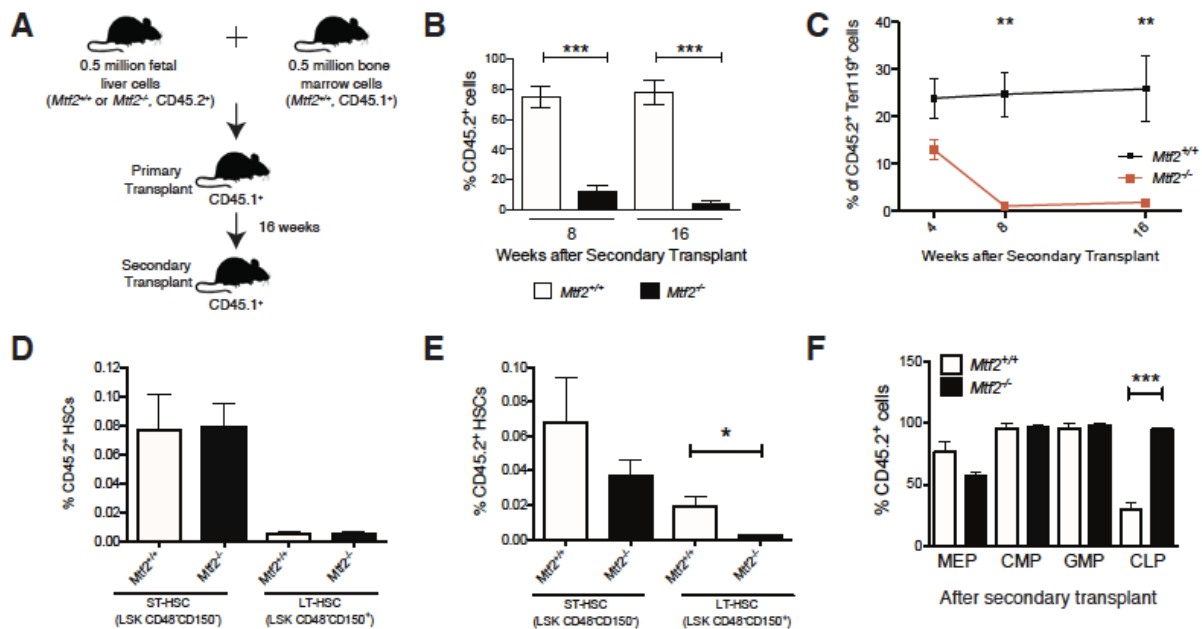 A
+
0.5 million fetal
liver cells
(Mtf2+/+ or Mtf2-/-, CD45.2+)
0.5 million bone
marrow cells
(Mtf2+/+, CD45.1+)
Primary
Transplant
CD45.1+
16 weeks
Secondary
Transplant
CD45.1+
B
% CD45.2+ cells
100
80
60
40
20
0
***
***
8
16
Weeks after Secondary Transplant
Mtf2+/+
Mtf2-/-
C
% of CD45.2+ Ter119+ cells
40
30
20
10
0
**
**
Mtf2+/+
Mtf2-/-
4
8
16
Weeks after Secondary Transplant
D
% CD45.2+ HSCs
0.12
0.10
0.08
0.06
0.04
0.02
0.00
Mtf2+/+
Mtf2-/-
Mtf2+/+
Mtf2-/-
ST-HSC
(LSK CD48-CD150-)
LT-HSC
(LSK CD48-CD150+)
E
% CD45.2+ HSCs
0.10
0.08
0.06
0.04
0.02
0.00
*
Mtf2+/+
Mtf2-/-
Mtf2+/+
Mtf2-/-
ST-HSC
(LSK CD48-CD150-)
LT-HSC
(LSK CD48-CD150+)
F
% CD45.2+ cells
150
100
50
0
Mtf2+/+
Mtf2-/-
***
MEP
CMP
GMP
CLP
After secondary transplant